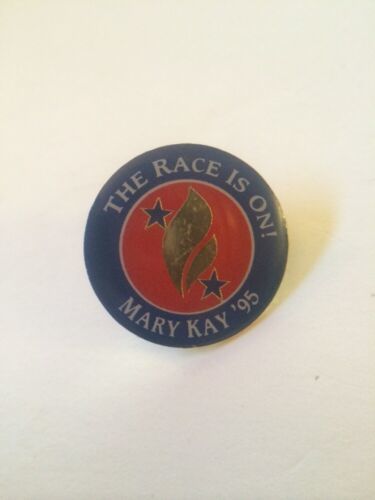 THE RACE IS ON!
MARY KAY '95